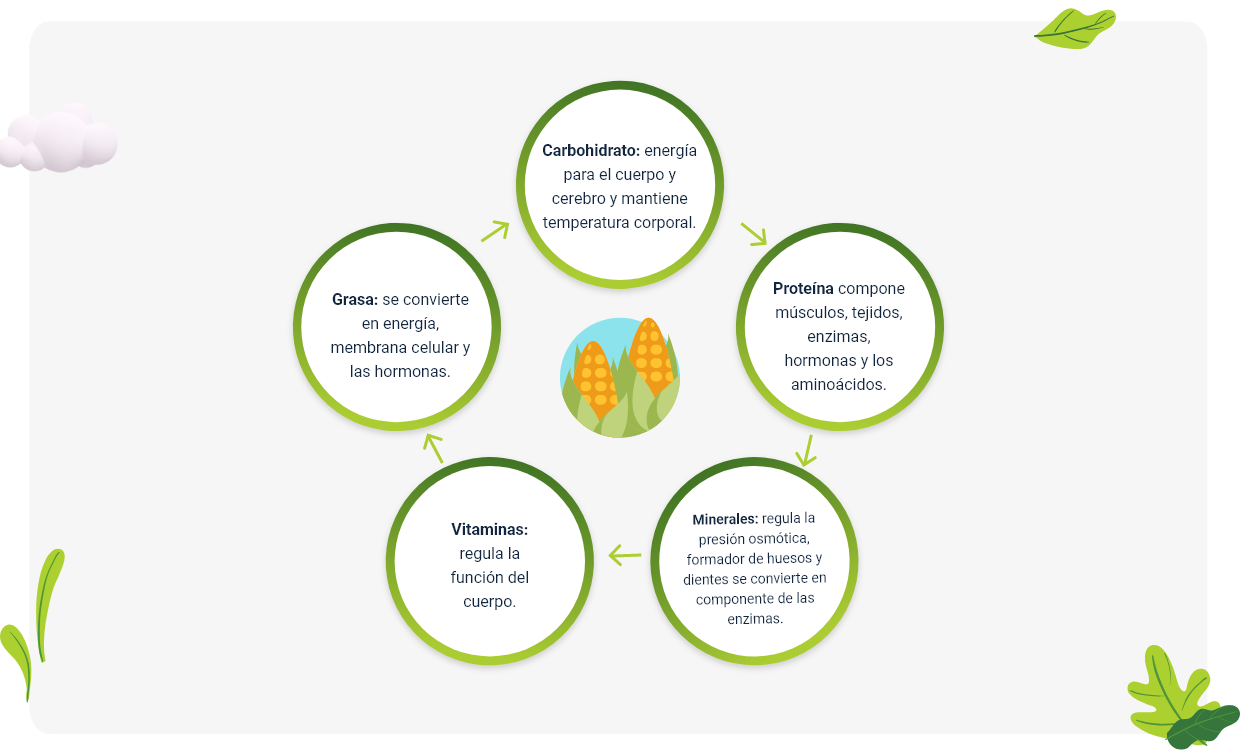 Carbohidrato: energía
para el cuerpo y
cerebro y mantiene
temperatura corporal.
Proteína compone
músculos, tejidos,
enzimas,
hormonas y los
aminoácidos.
Minerales: regula la
presión osmótica,
formador de huesos y
dientes se convierte en
componente de las
enzimas.
Vitaminas:
regula la
función del
cuerpo.
Grasa: se convierte
en energía,
membrana celular y
las hormonas.